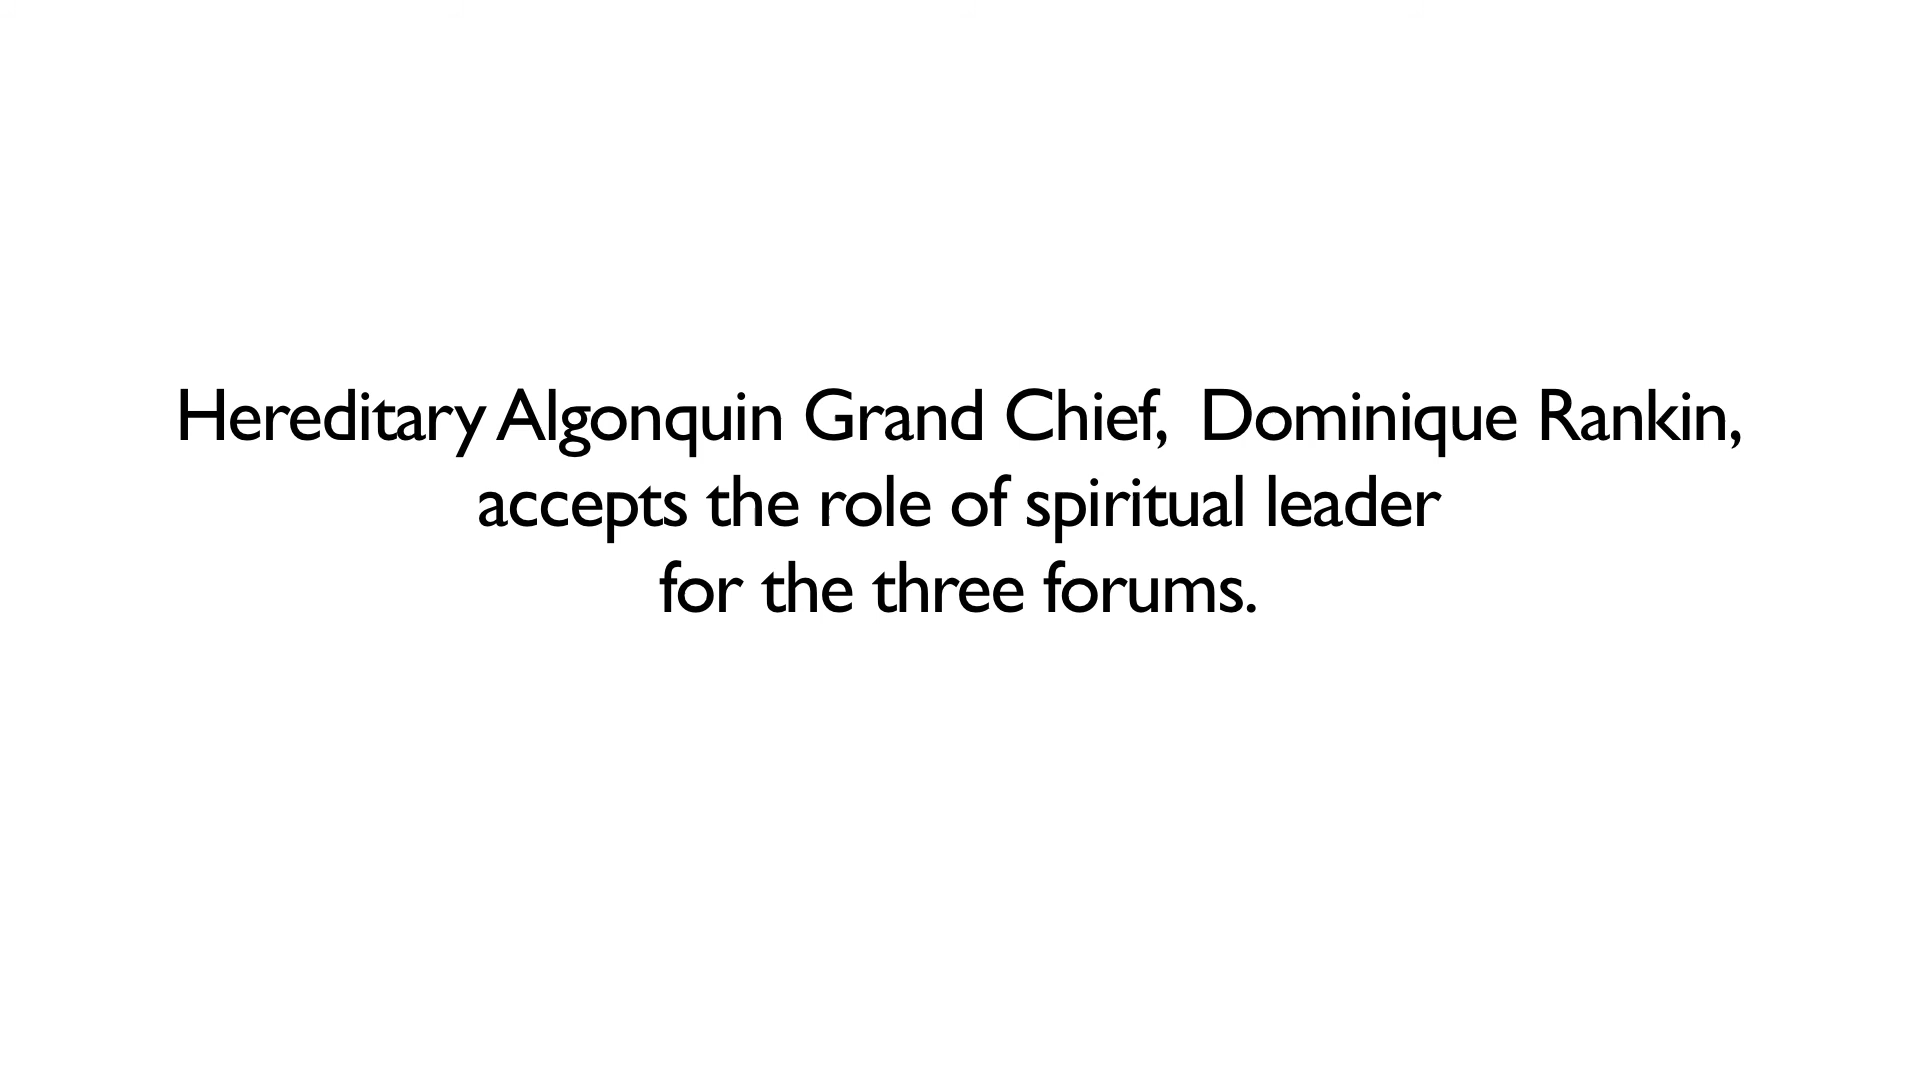 Hereditary Algonquin Grand Chief,  Dominique Rankin,
accepts the role of spiritual leader
for the three forums.